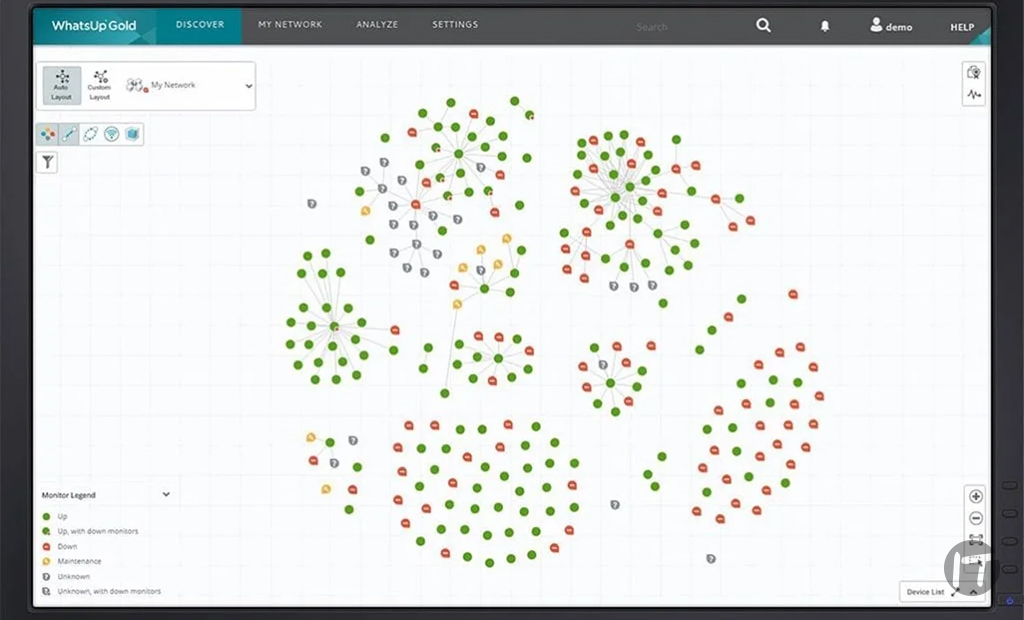 WhatsUp Gold DISCOVER MY NETWORK ANALYZE SETTINGS Search demo HELP
Auto Layout
Custom Layout
My Network
Monitor Legend
Up
Up, with down monitors
Down
Maintenance
Unknown
Unknown, with down monitors
Device List
IT